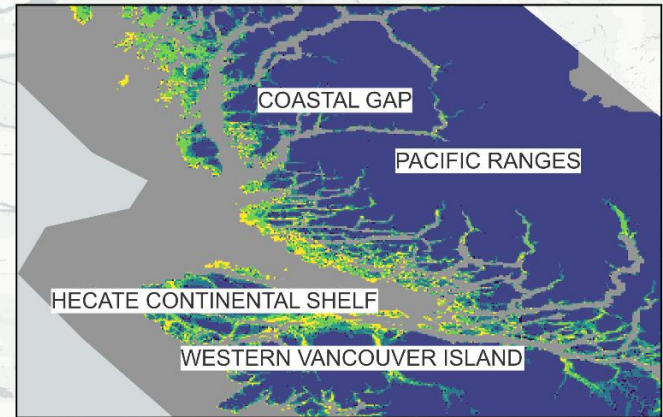 COASTAL GAP
PACIFIC RANGES
HECATE CONTINENTAL SHELF
WESTERN VANCOUVER ISLAND